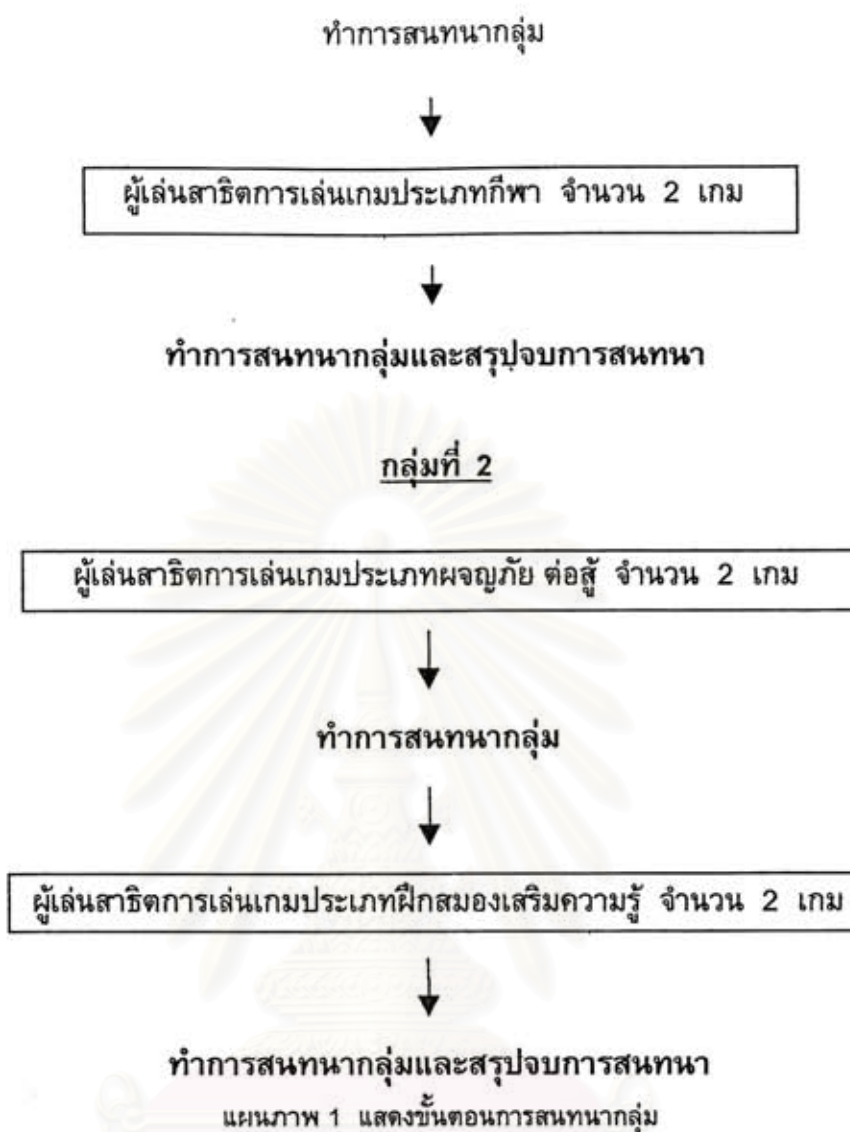 ทำการสนทนากลุ่ม
ผู้เล่นสาธิตการเล่นเกมประเภทกีฬา จำนวน 2 เกม
ทำการสนทนากลุ่มและสรุปจบการสนทนา
กลุ่มที่ 2
ผู้เล่นสาธิตการเล่นเกมประเภทผจญภัย ต่อสู้ จำนวน 2 เกม
ทำการสนทนากลุ่ม
ผู้เล่นสาธิตการเล่นเกมประเภทฝึกสมองเสริมความรู้ จำนวน 2 เกม
ทำการสนทนากลุ่มและสรุปจบการสนทนา
แผนภาพ 1 แสดงขั้นตอนการสนทนากลุ่ม